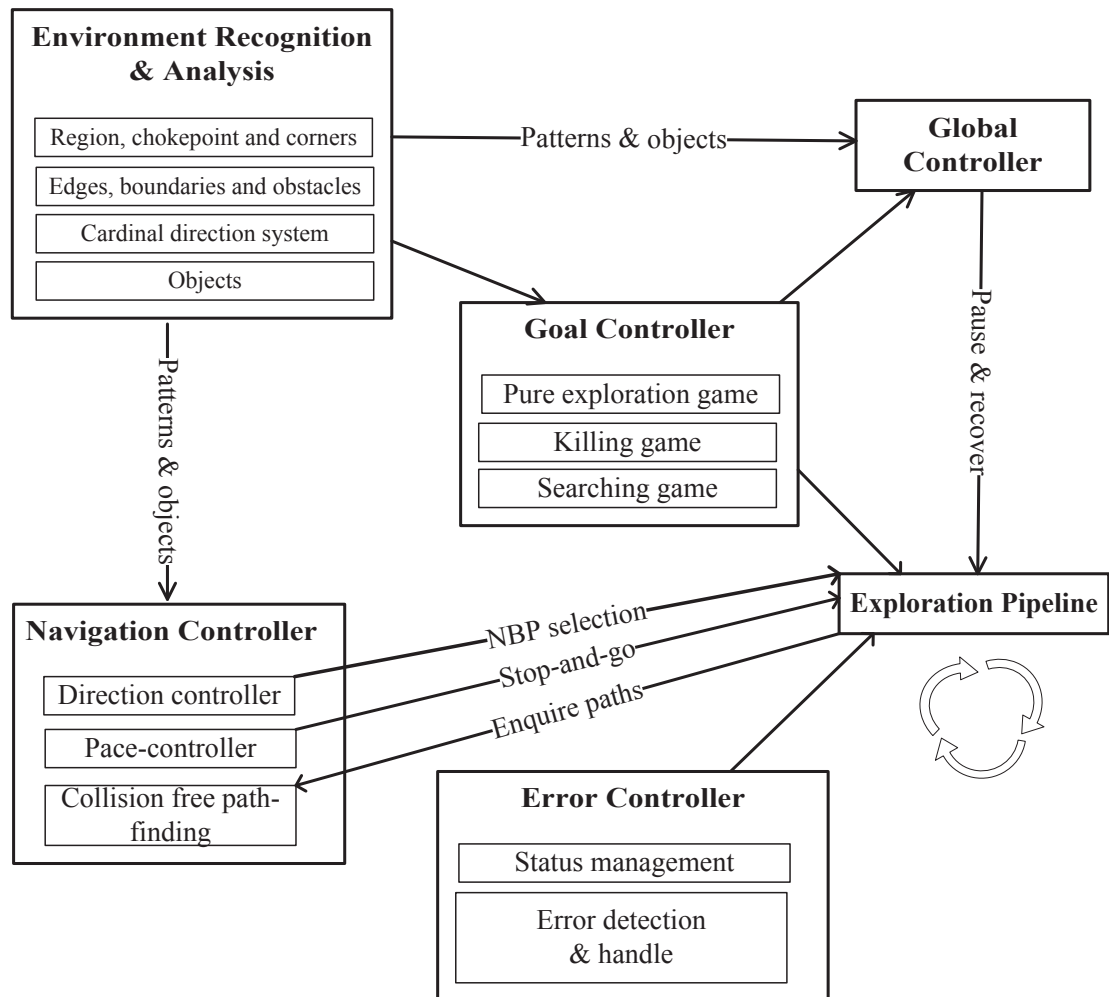 Environment Recognition
& Analysis
Region, chokepoint and corners
Edges, boundaries and obstacles
Cardinal direction system
Objects
Patterns & objects
Global
Controller
Goal Controller
Pure exploration game
Killing game
Searching game
Patterns & objects
Pause & recover
Navigation Controller
Direction controller
Pace-controller
Collision free path-
finding
NBP selection
Stop-and-go
Enquire paths
Exploration Pipeline
Error Controller
Status management
Error detection
& handle